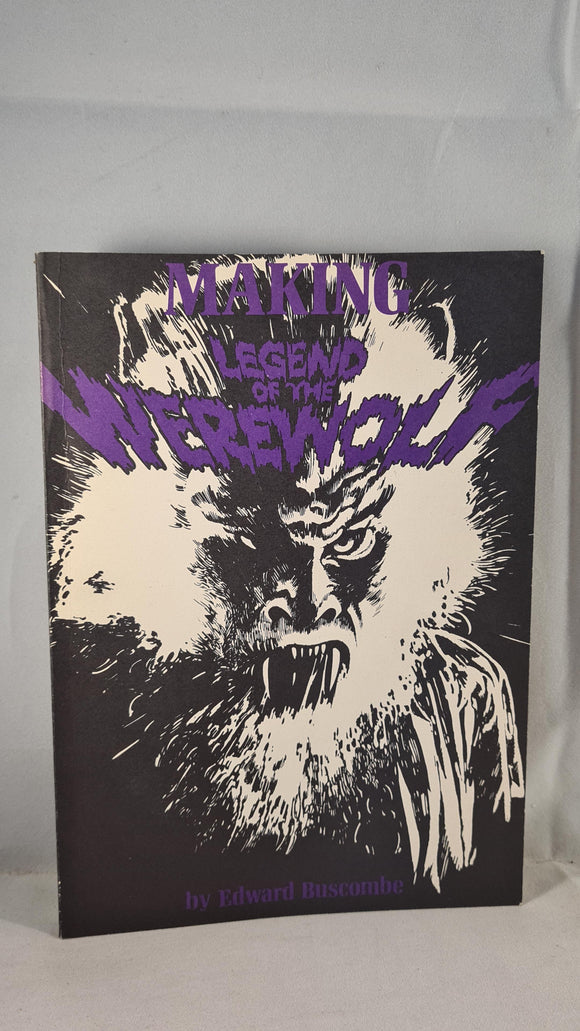 MAKING
LEGEND
OF THE
WEREWOLF
by Edward Buscombe